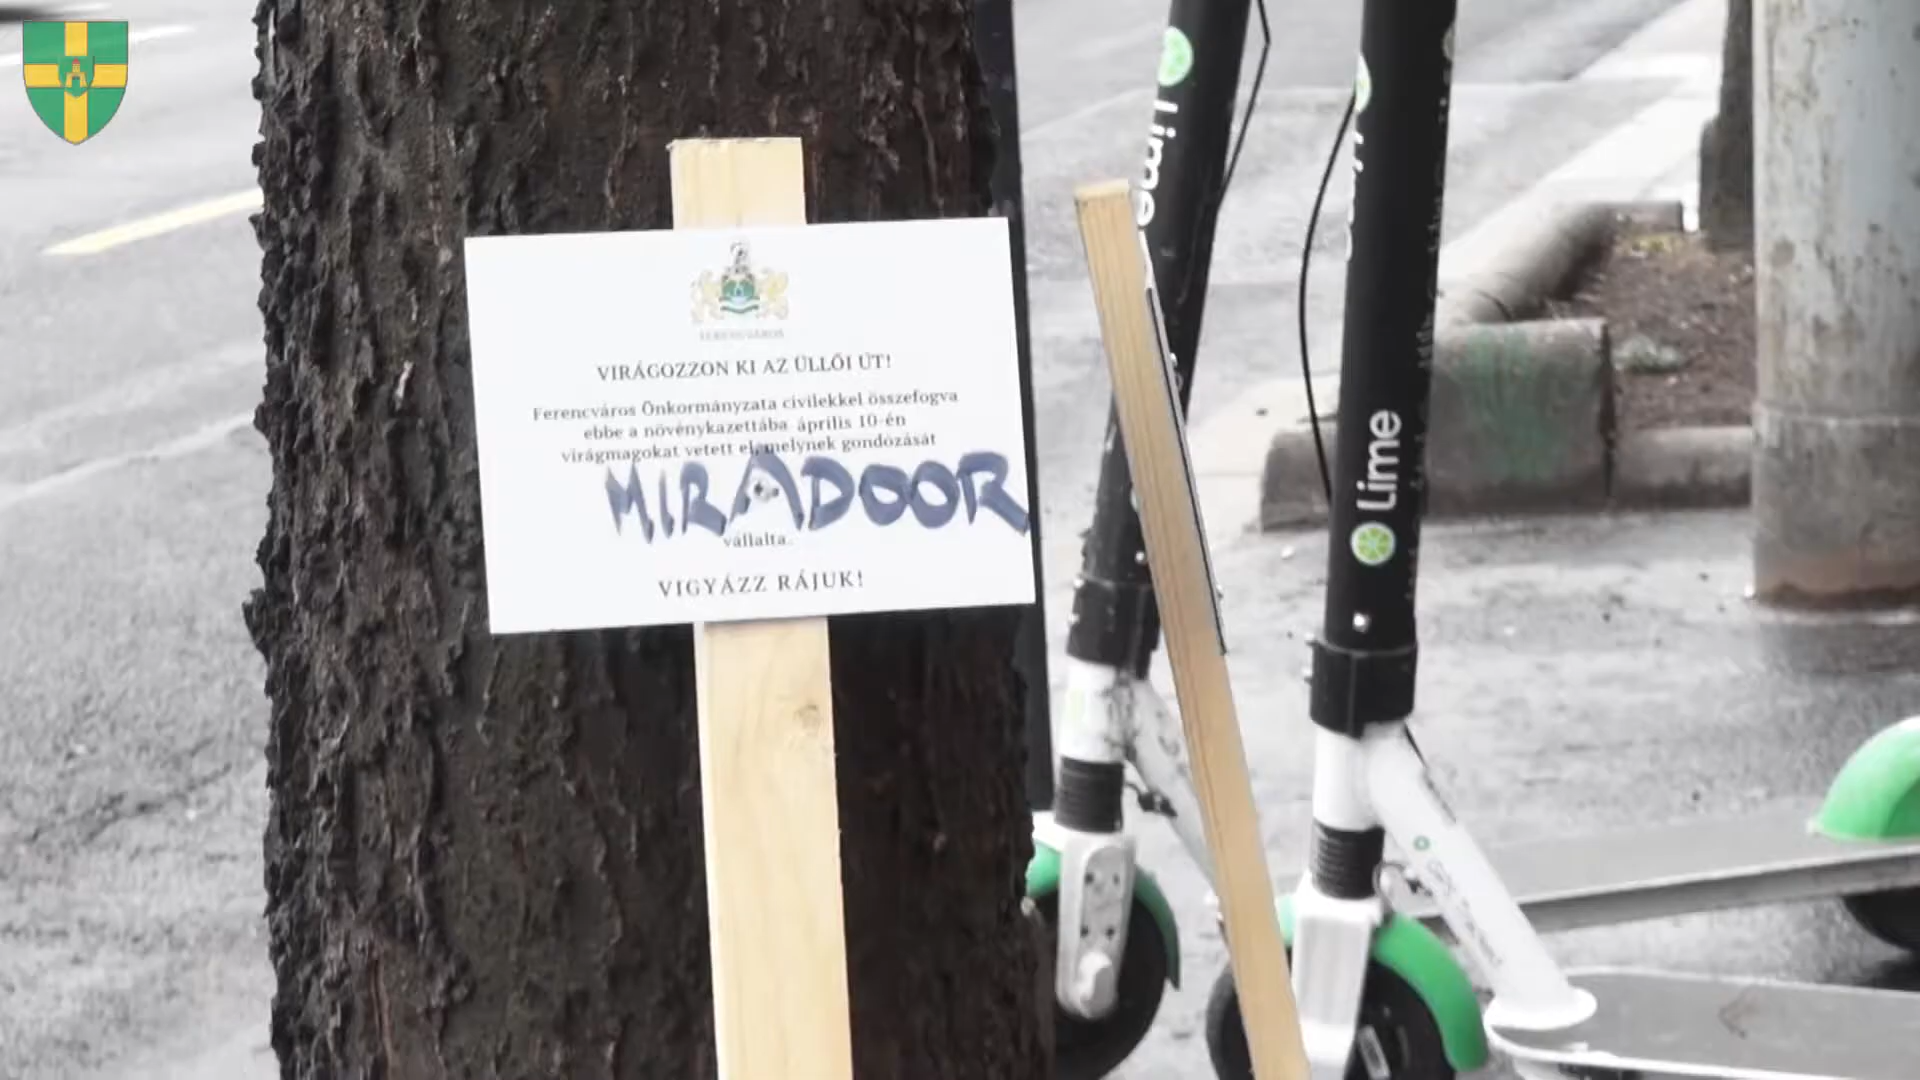 FERENCVÁROS
VIRÁGOZZON KI AZ ÜLLŐI ÚT!
Ferencváros Önkormányzata civilekkel összefogva
ebbe a növénykazettába április 10-én
virágmagokat vetett el, melynek gondozását
MIRADOOR
vállalta.
VIGYÁZZ RÁJUK!
Lime
Lime